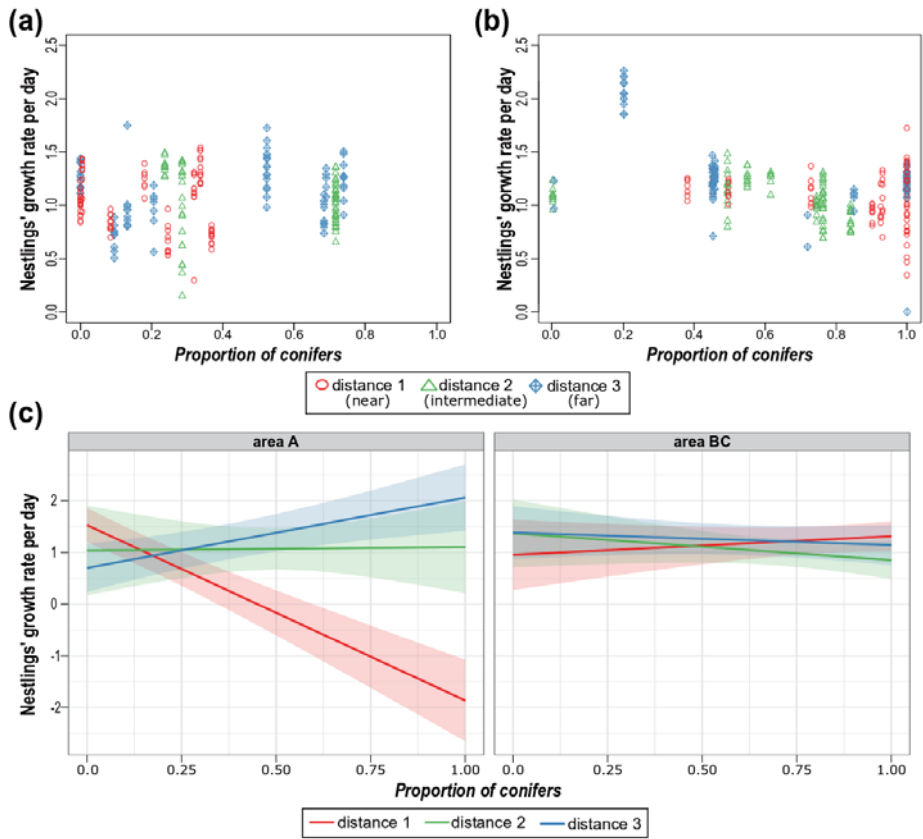 (a)
(b)
Nestlings' growth rate per day
2.5
2.0
1.5
1.0
0.5
0.0
0.0 0.2 0.4 0.6 0.8 1.0
Proportion of conifers
Nestlings' gorwth rate per day
2.5
2.0
1.5
1.0
0.5
0.0
0.0 0.2 0.4 0.6 0.8 1.0
Proportion of conifers
distance 1 distance 2 distance 3
(near) (intermediate) (far)
(c)
area A
area BC
Nestlings' growth rate per day
2
1
0
-1
-2
0.0 0.25 0.50 0.75 1.00
0.0 0.25 0.50 0.75 1.00
Proportion of conifers
distance 1 distance 2 distance 3